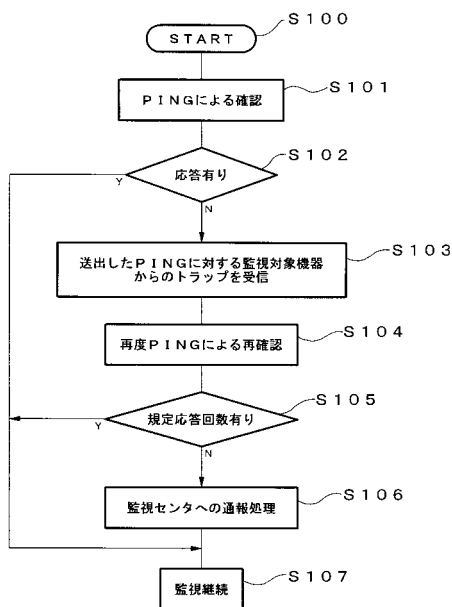 START
S100
PINGによる確認
S101
応答有り
S102
Y
N
送出したPINGに対する監視対象機器
からのトラップを受信
S103
再度PINGによる再確認
S104
規定応答回数有り
S105
Y
N
監視センタへの通報処理
S106
監視継続
S107